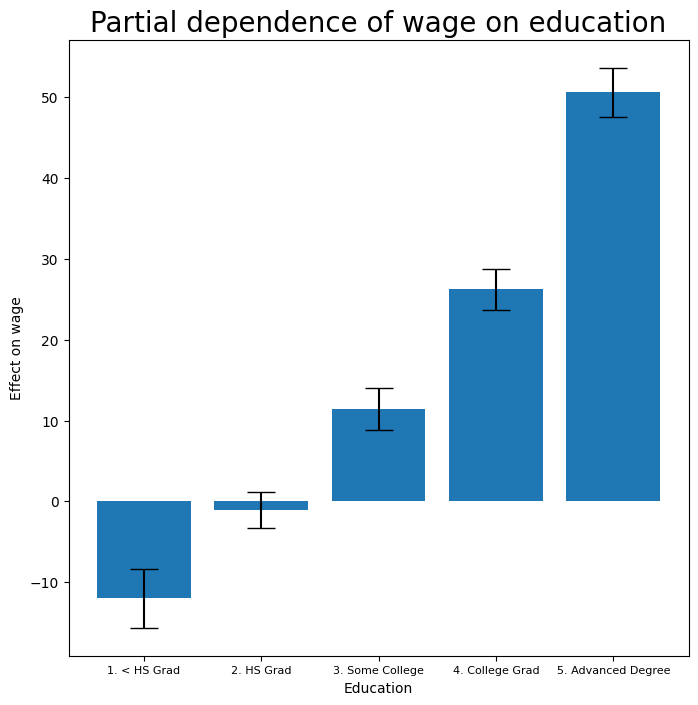 Partial dependence of wage on education
Effect on wage
50
40
30
20
10
0
−10
1. < HS Grad
2. HS Grad
3. Some College
4. College Grad
5. Advanced Degree
Education